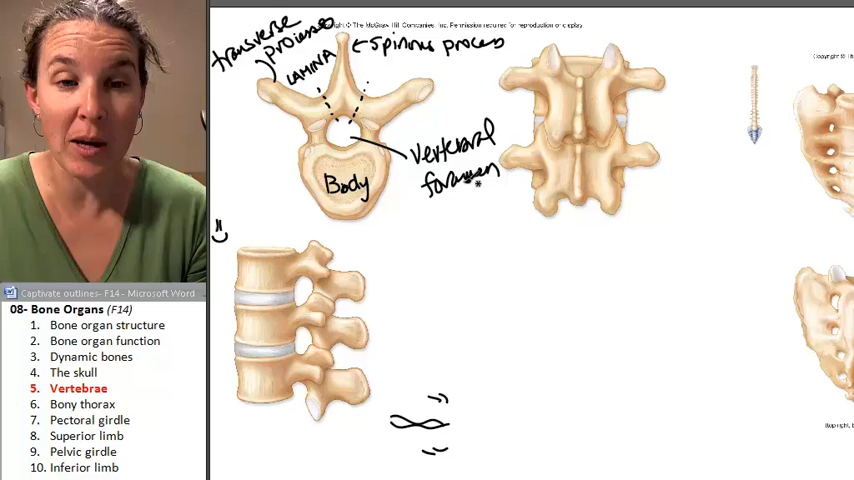 transverse
processes
LAMINA
←Spinous process
Copyright © The McGraw Hill Companies, Inc. Permission required for reproduction or display.
Copyright © Th
Vertebral
foramen
Body
Captivate outlines- F14 - Microsoft Word
08- Bone Organs (F14)
1. Bone organ structure
2. Bone organ function
3. Dynamic bones
4. The skull
5. Vertebrae
6. Bony thorax
7. Pectoral girdle
8. Superior limb
9. Pelvic girdle
10. Inferior limb